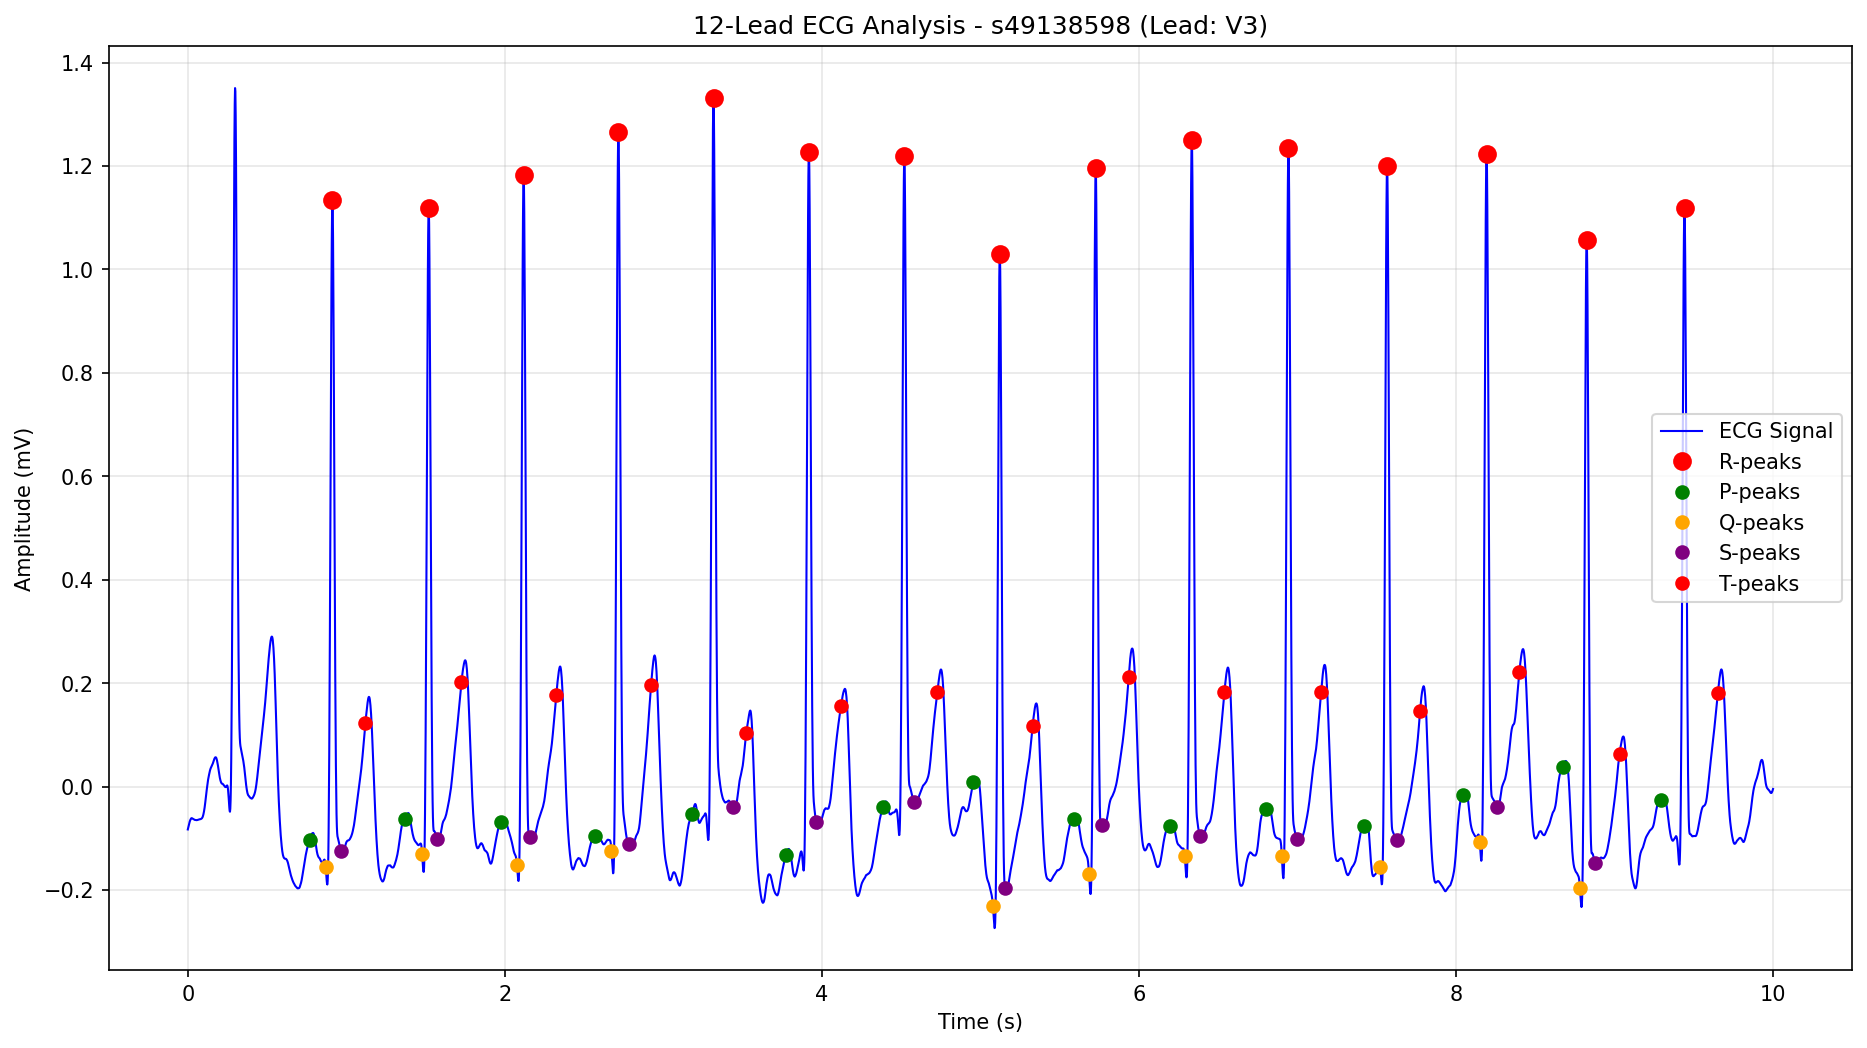 12-Lead ECG Analysis - s49138598 (Lead: V3)
Amplitude (mV)
1.4
1.2
1.0
0.8
0.6
0.4
0.2
0.0
−0.2
ECG Signal
R-peaks
P-peaks
Q-peaks
S-peaks
T-peaks
0 2 4 6 8 10
Time (s)